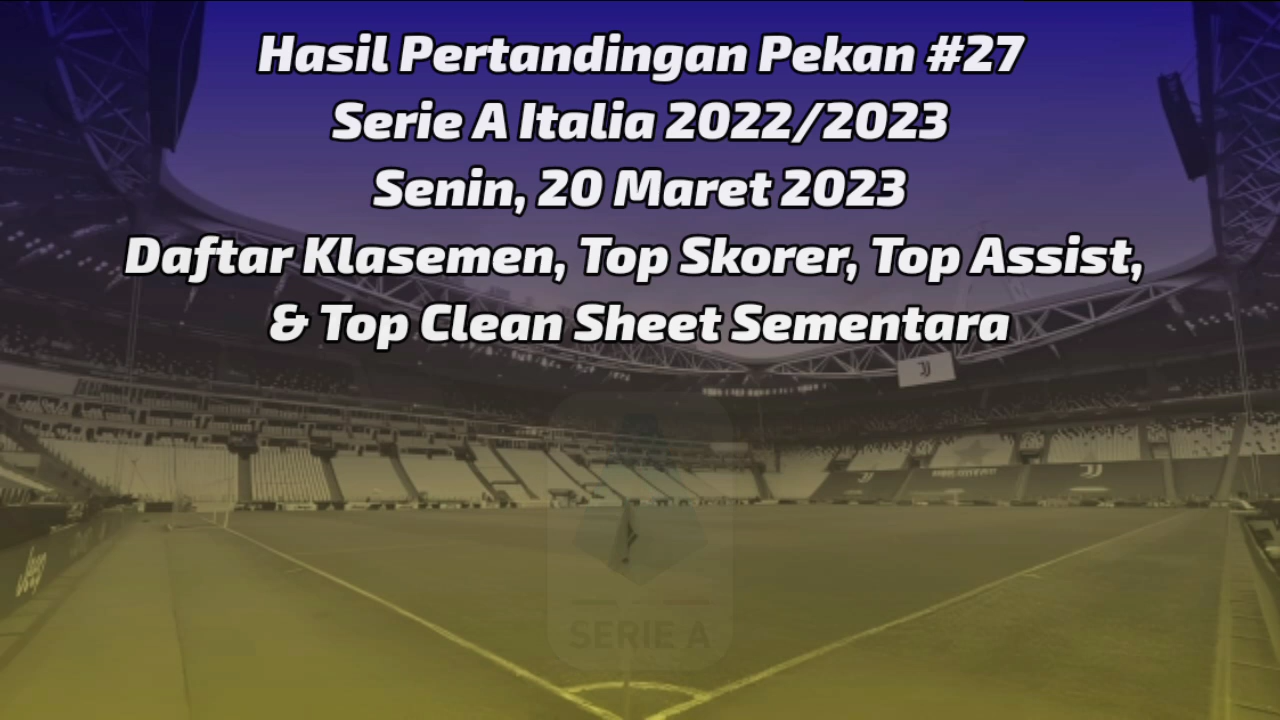 Hasil Pertandingan Pekan #27
Serie A Italia 2022/2023
Senin, 20 Maret 2023
Daftar Klasemen, Top Skorer, Top Assist,
& Top Clean Sheet Sementara
SERIE A